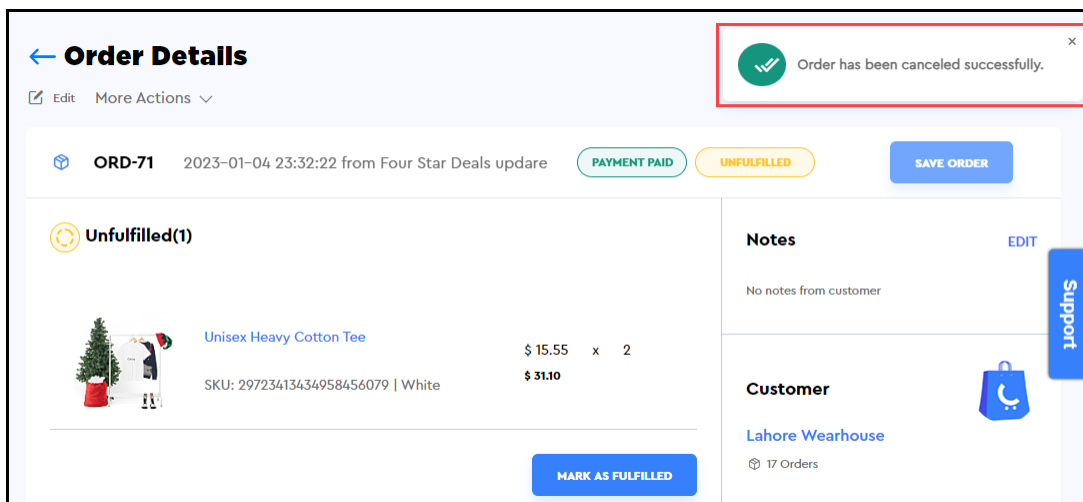 Order Details
Order has been canceled successfully.
Edit More Actions
ORD-71 2023-01-04 23:32:22 from Four Star Deals updare PAYMENT PAID UNFULFILLED SAVE ORDER
Unfulfilled(1)
Notes EDIT
No notes from customer
Support
Unisex Heavy Cotton Tee
$ 15.55 x 2
$ 31.10
SKU: 29723413434958456079 | White
Customer
Lahore Wearhouse
17 Orders
MARK AS FULFILLED